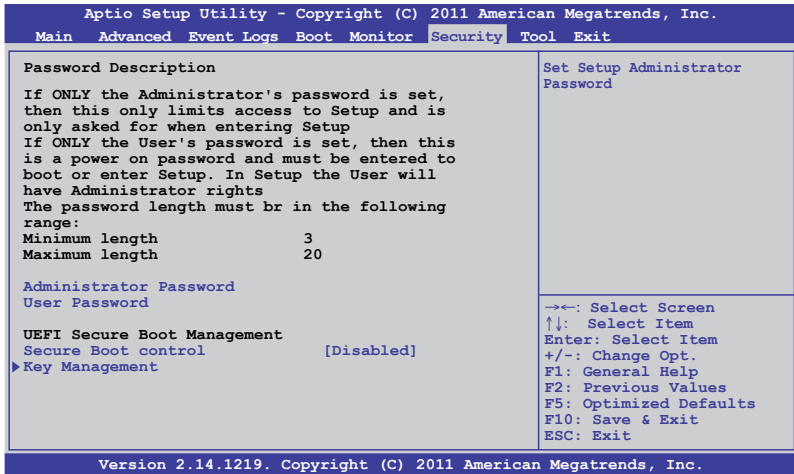 Aptio Setup Utility - Copyright (C) 2011 American Megatrends, Inc.
Main Advanced Event Logs Boot Monitor Security Tool Exit
Password Description
If ONLY the Administrator's password is set,
then this only limits access to Setup and is
only asked for when entering Setup
If ONLY the User's password is set, then this
is a power on password and must be entered to
boot or enter Setup. In Setup the User will
have Administrator rights
The password length must br in the following
range:
Minimum length 3
Maximum length 20
Administrator Password
User Password
UEFI Secure Boot Management
Secure Boot control [Disabled]
Key Management
Set Setup Administrator
Password
→←: Select Screen
↑↓: Select Item
Enter: Select Item
+/-: Change Opt.
F1: General Help
F2: Previous Values
F5: Optimized Defaults
F10: Save & Exit
ESC: Exit
Version 2.14.1219. Copyright (C) 2011 American Megatrends, Inc.